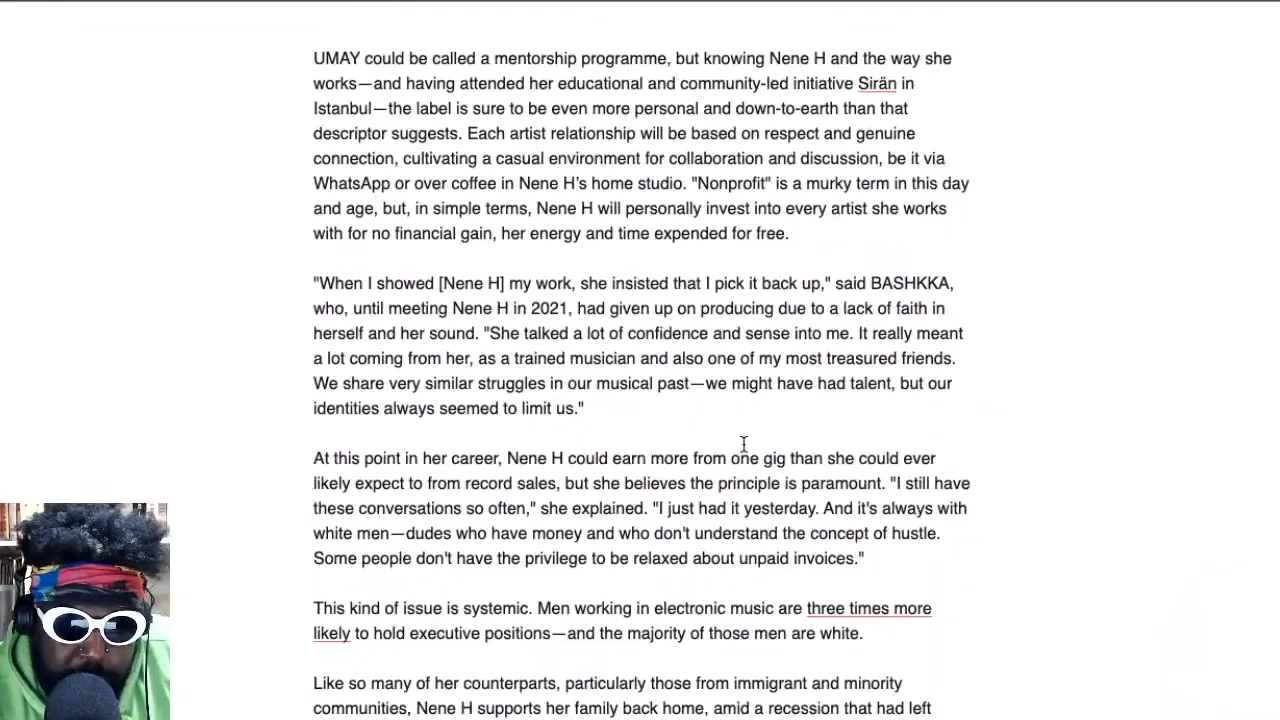 UMAY could be called a mentorship programme, but knowing Nene H and the way she
works—and having attended her educational and community-led initiative Sirän in
Istanbul—the label is sure to be even more personal and down-to-earth than that
descriptor suggests. Each artist relationship will be based on respect and genuine
connection, cultivating a casual environment for collaboration and discussion, be it via
WhatsApp or over coffee in Nene H’s home studio. "Nonprofit" is a murky term in this day
and age, but, in simple terms, Nene H will personally invest into every artist she works
with for no financial gain, her energy and time expended for free.
"When I showed [Nene H] my work, she insisted that I pick it back up," said BASHKKA,
who, until meeting Nene H in 2021, had given up on producing due to a lack of faith in
herself and her sound. "She talked a lot of confidence and sense into me. It really meant
a lot coming from her, as a trained musician and also one of my most treasured friends.
We share very similar struggles in our musical past—we might have had talent, but our
identities always seemed to limit us."
At this point in her career, Nene H could earn more from one gig than she could ever
likely expect to from record sales, but she believes the principle is paramount. "I still have
these conversations so often," she explained. "I just had it yesterday. And it's always with
white men—dudes who have money and who don't understand the concept of hustle.
Some people don't have the privilege to be relaxed about unpaid invoices."
This kind of issue is systemic. Men working in electronic music are three times more
likely to hold executive positions—and the majority of those men are white.
Like so many of her counterparts, particularly those from immigrant and minority
communities, Nene H supports her family back home, amid a recession that had left